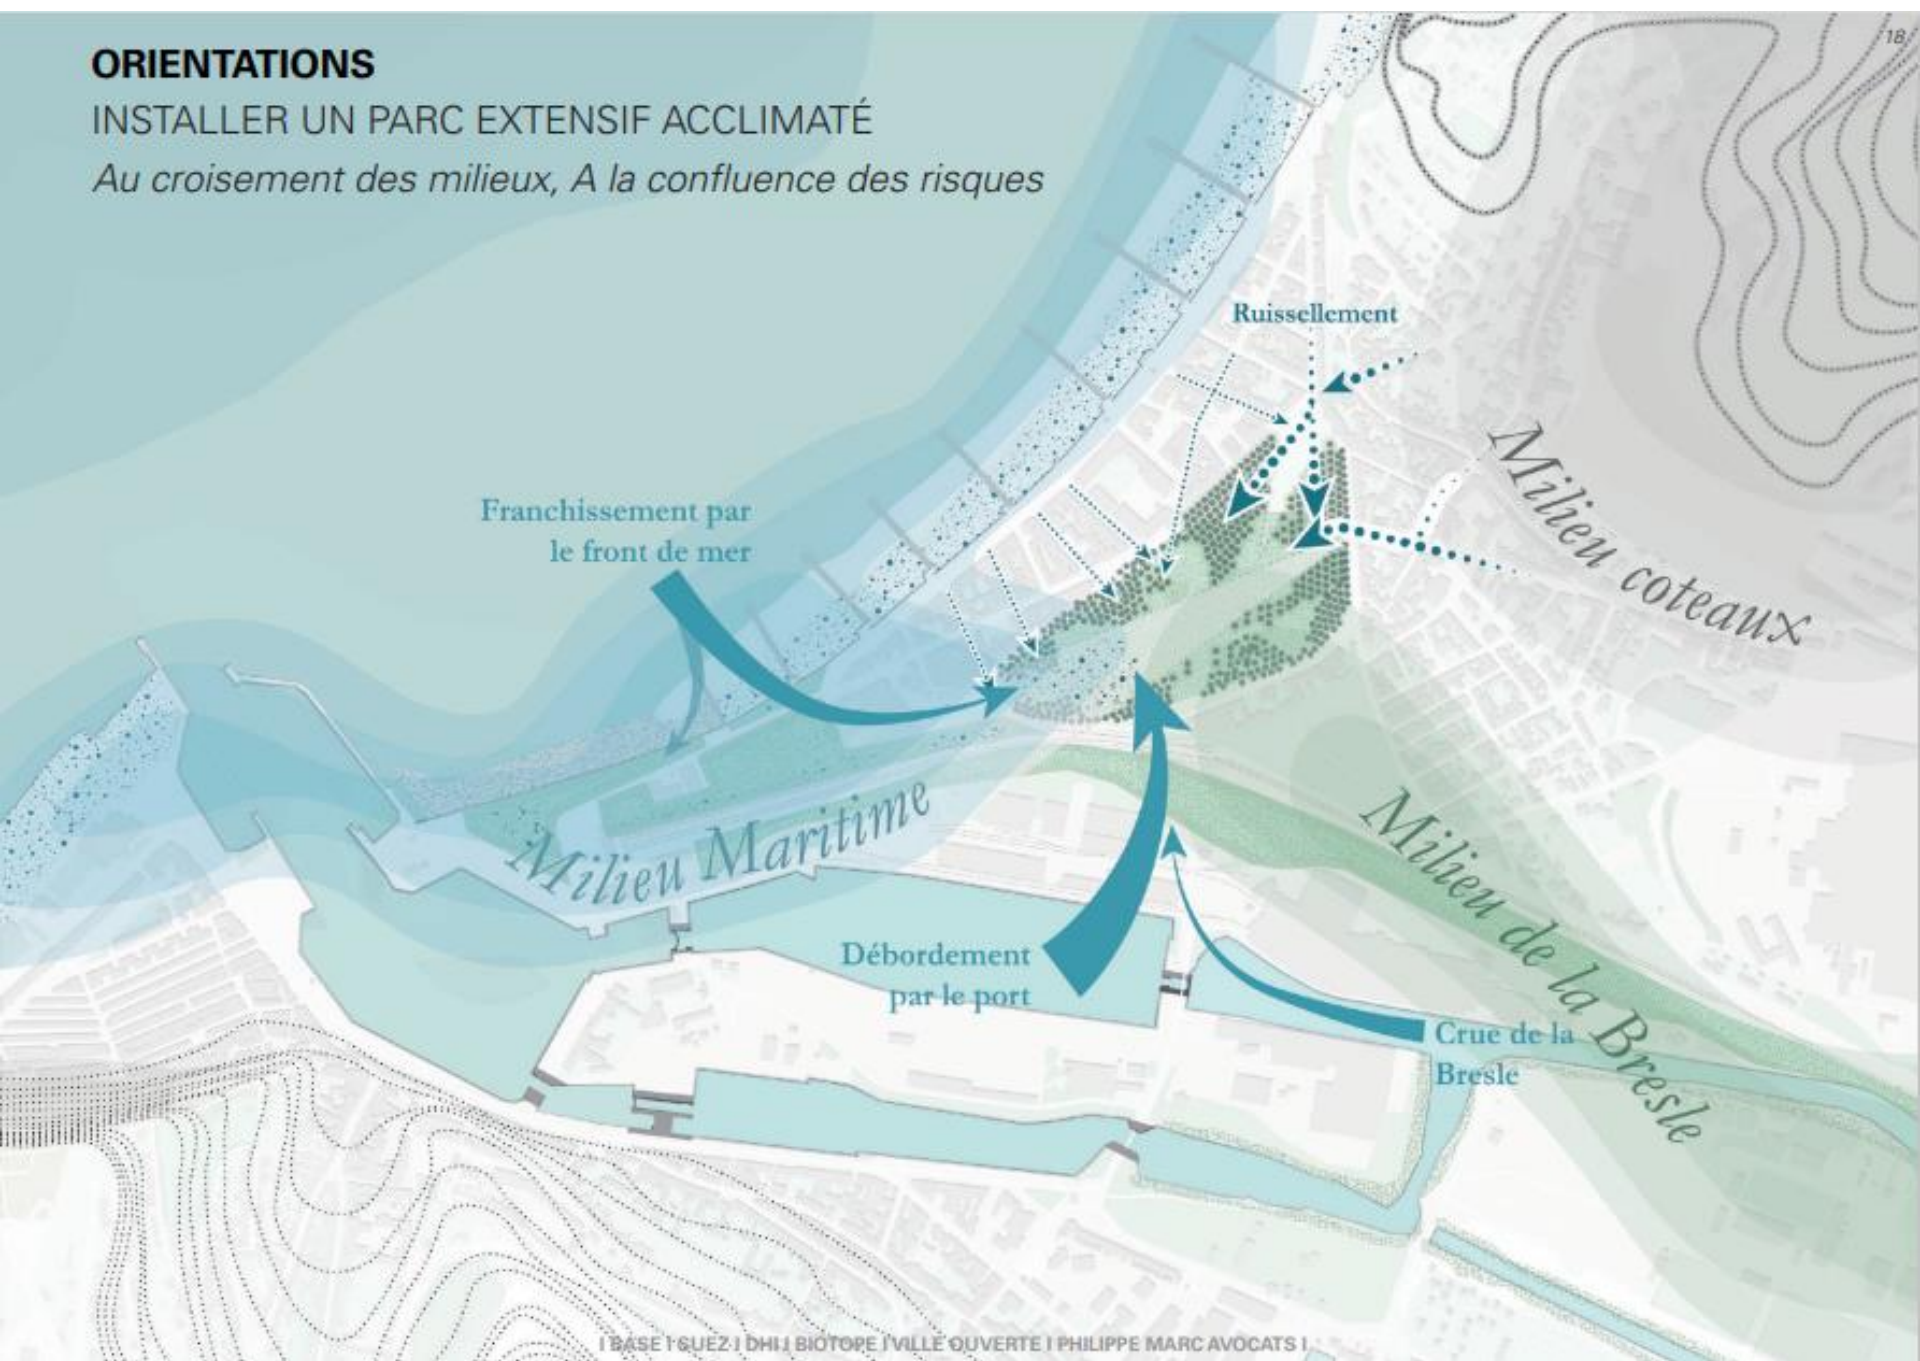 18
ORIENTATIONS
INSTALLER UN PARC EXTENSIF ACCLIMATÉ
Au croisement des milieux, A la confluence des risques
Ruissellement
Milieu coteaux
Franchissement par
le front de mer
Milieu Maritime
Milieu de la Bresle
Débordement
par le port
Crue de la
Bresle
I BASE I SUEZ I DHI I BIOTOPE I VILLE OUVERTE I PHILIPPE MARC AVOCATS I